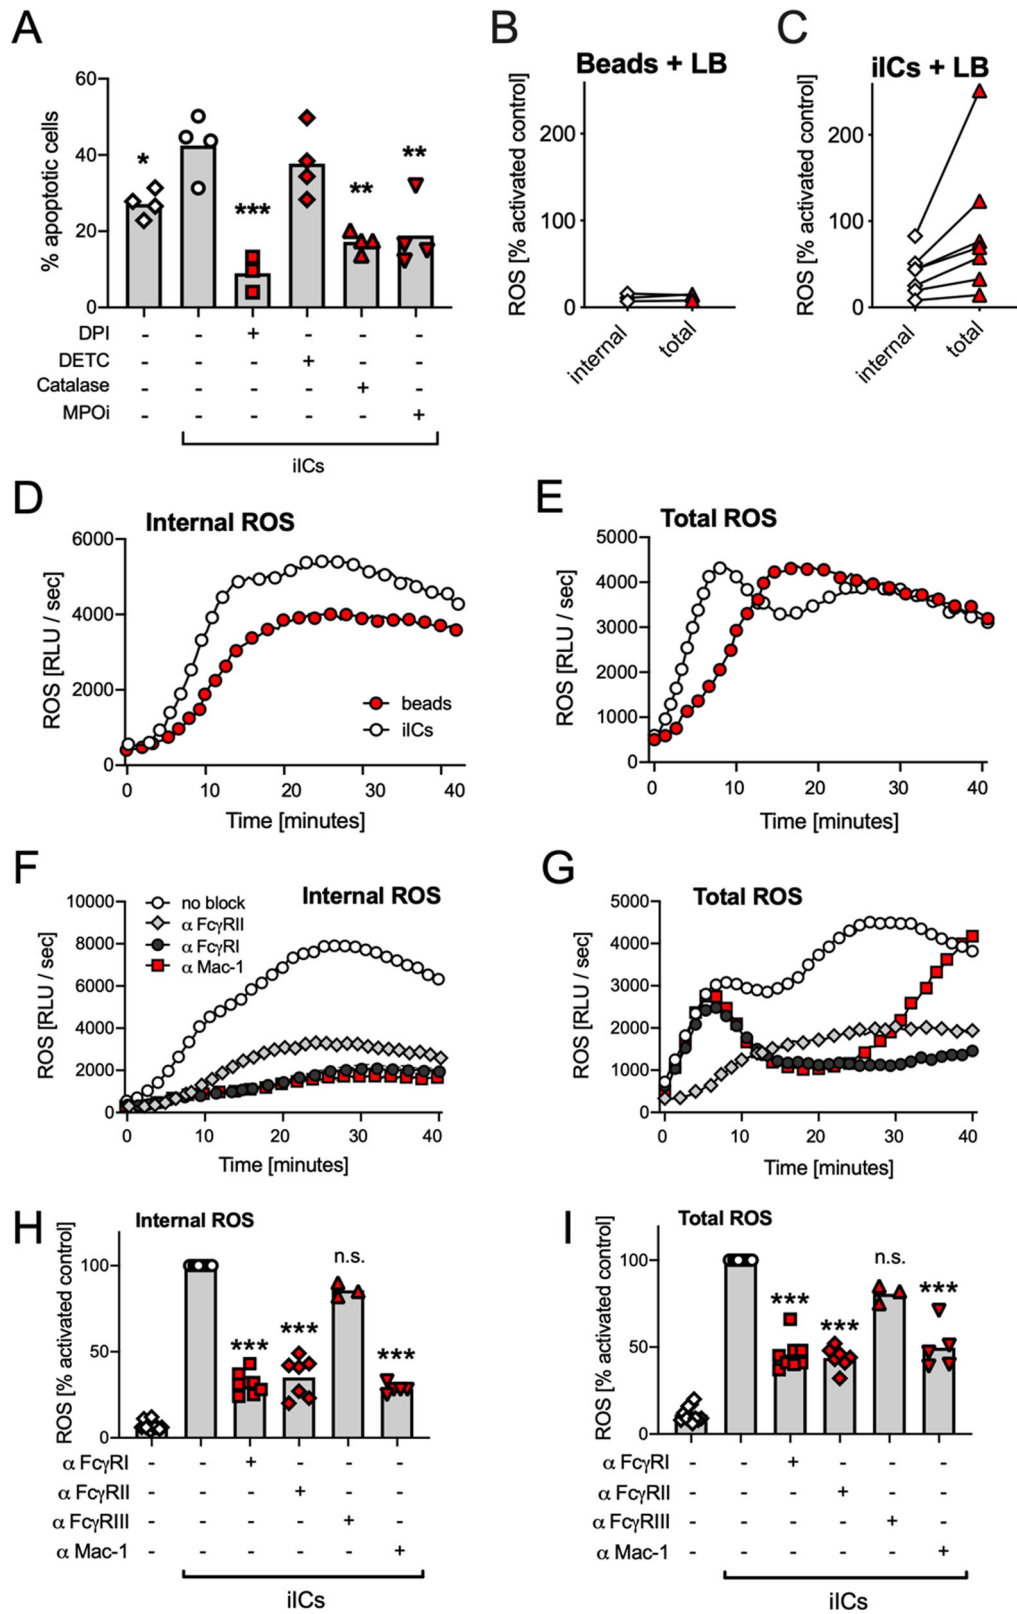 A
60
40
20
0
% apoptotic cells
*
***
**
**
DPI - - + - - -
DETC - - - + - -
Catalase - - - - + -
MPOi - - - - - +
iICs
B
Beads + LB
ROS [% activated control]
200
100
0
internal
total
C
iICs + LB
ROS [% activated control]
200
100
0
internal
total
D
Internal ROS
ROS [RLU / sec]
6000
4000
2000
0
beads
iICs
0 10 20 30 40
Time [minutes]
E
Total ROS
ROS [RLU / sec]
5000
4000
3000
2000
1000
0
0 10 20 30 40
Time [minutes]
F
Internal ROS
no block
α FcγRII
α FcγRI
α Mac-1
ROS [RLU / sec]
10000
8000
6000
4000
2000
0
0 10 20 30 40
Time [minutes]
G
Total ROS
ROS [RLU / sec]
5000
4000
3000
2000
1000
0
0 10 20 30 40
Time [minutes]
H
Internal ROS
ROS [% activated control]
100
50
0
***
***
n.s.
***
α FcγRI - - + - - -
α FcγRII - - - + - -
α FcγRIII - - - - + -
α Mac-1 - - - - - +
iICs
I
Total ROS
ROS [% activated control]
100
50
0
***
***
n.s.
***
α FcγRI - - + - - -
α FcγRII - - - + - -
α FcγRIII - - - - + -
α Mac-1 - - - - - +
iICs